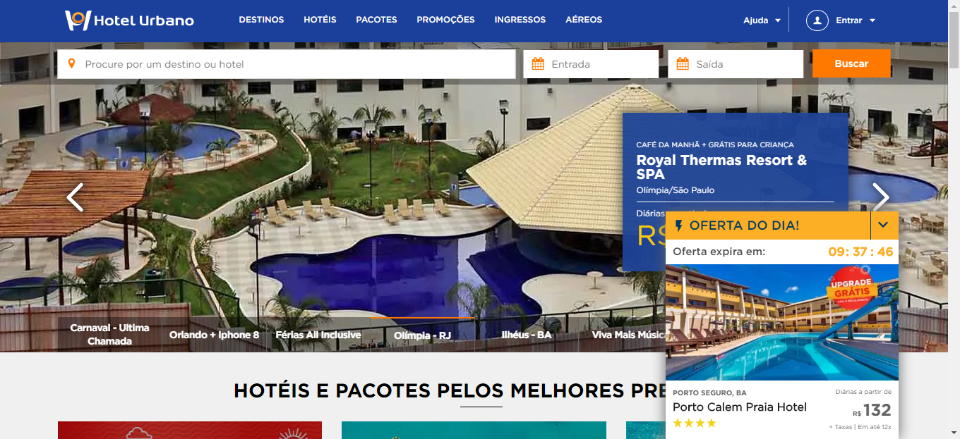 Hotel Urbano
DESTINOS HOTÉIS PACOTES PROMOÇÕES INGRESSOS AÉREOS
Ajuda Entrar
Procure por um destino ou hotel
Entrada
Saída
Buscar
CAFÉ DA MANHÃ + GRÁTIS PARA CRIANÇA
Royal Thermas Resort &
SPA
Olímpia/São Paulo
Diárias
R$
OFERTA DO DIA!
Oferta expira em: 09: 37 : 46
UPGRADE
GRÁTIS
PORTO SEGURO, BA
Porto Calem Praia Hotel
Diárias a partir de
R$ 132
+ Taxas | Em até 12x
Carnaval - Ultima
Chamada
Orlando + Iphone 8
Férias All Inclusive
Olímpia - RJ
Ilhéus - BA
Viva Mais Músic
HOTÉIS E PACOTES PELOS MELHORES PRE